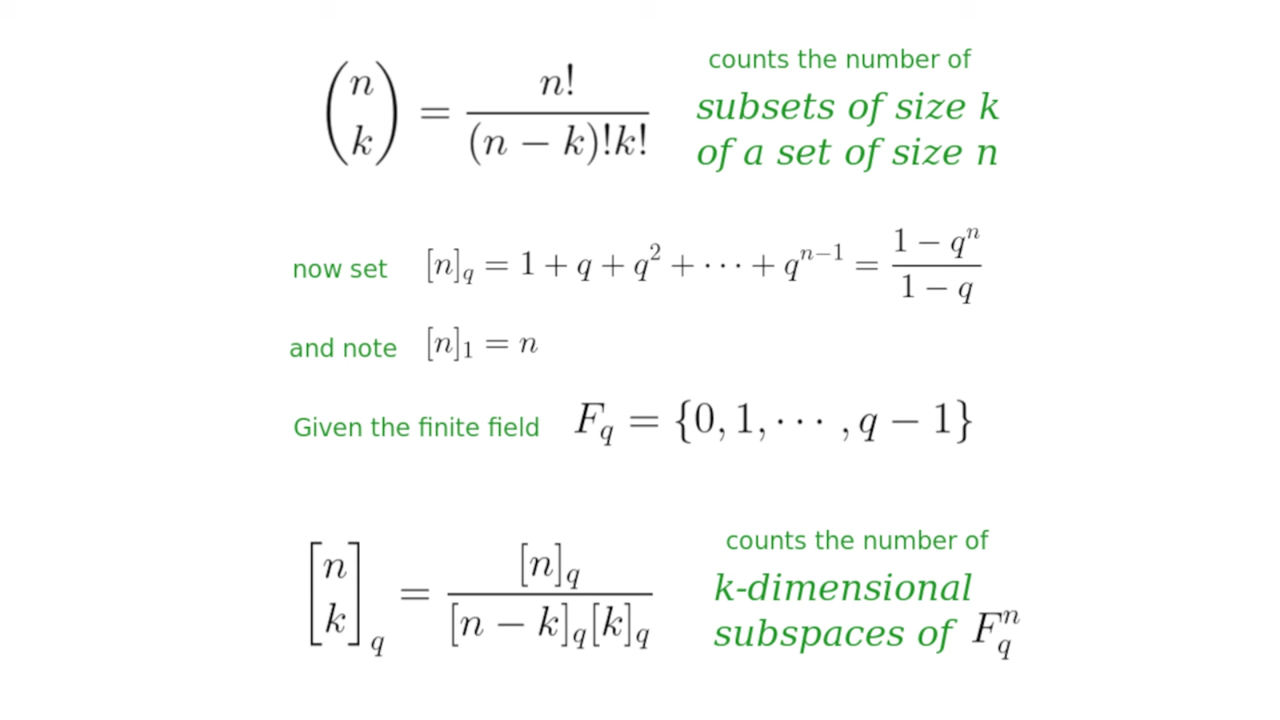 (n k) = n! / (n − k)!k! counts the number of
subsets of size k
of a set of size n
now set [n]_q = 1 + q + q^2 + ··· + q^{n−1} = (1 − q^n) / (1 − q)
and note [n]_1 = n
Given the finite field F_q = {0, 1, ··· , q − 1}
[n k]_q = [n]_q / [n − k]_q[k]_q counts the number of
k-dimensional
subspaces of F_q^n